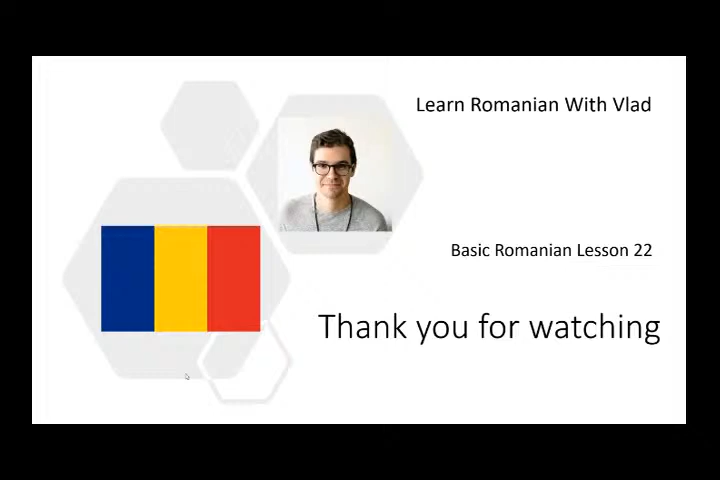 Learn Romanian With Vlad
Basic Romanian Lesson 22
Thank you for watching